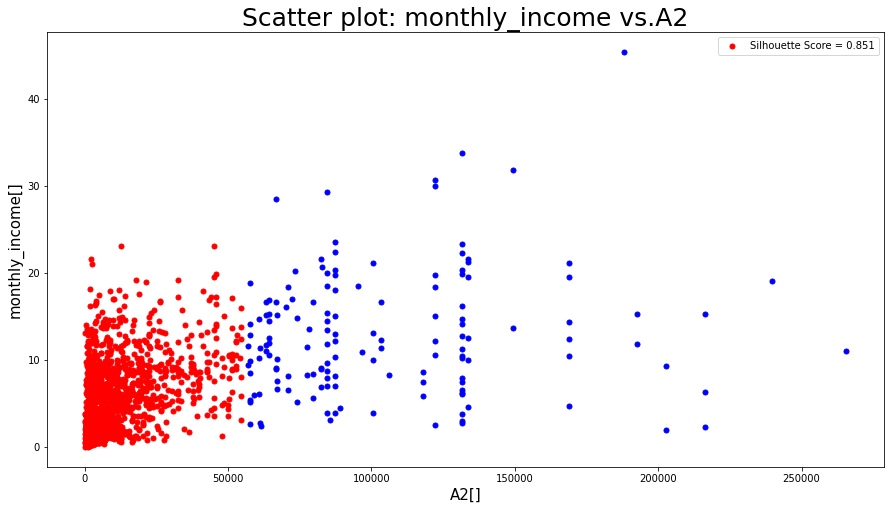 Scatter plot: monthly_income vs.A2
Silhouette Score = 0.851
monthly_income[]
40
30
20
10
0
0 50000 100000 150000 200000 250000
A2[]